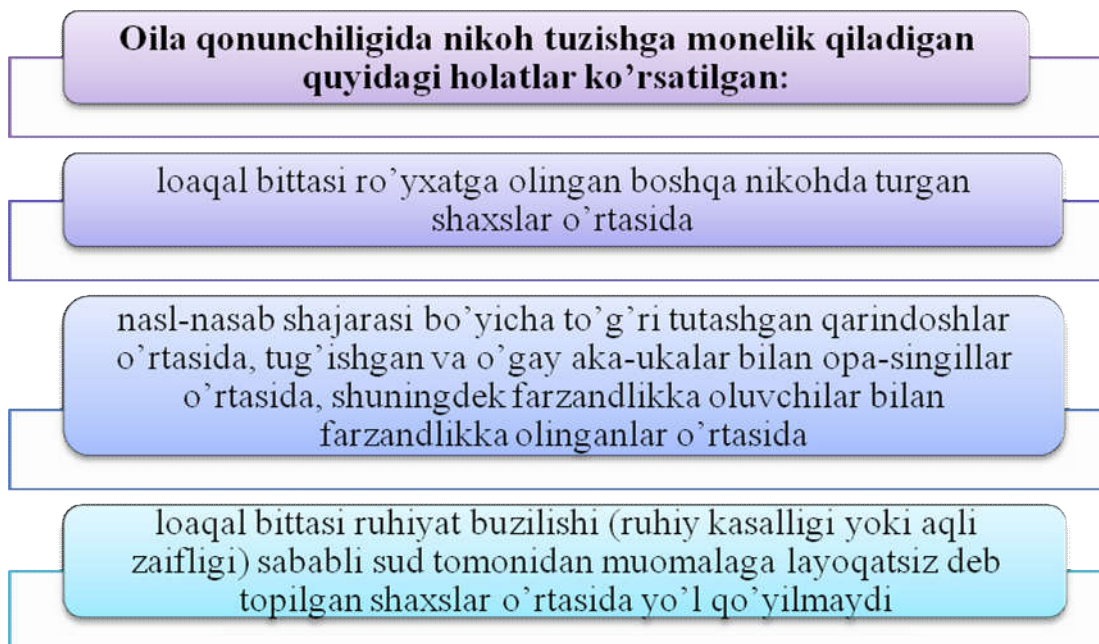 Oila qonunchiligida nikoh tuzishga monelik qiladigan
quyidagi holatlar ko’rsatilgan:
loaqal bittasi ro’yxatga olingan boshqa nikohda turgan
shaxslar o’rtasida
nasl-nasab shajarasi bo’yicha to’g’ri tutashgan qarindoshlar
o’rtasida, tug’ishgan va o’gay aka-ukalar bilan opa-singillar
o’rtasida, shuningdek farzandlikka oluvchilar bilan
farzandlikka olinganlar o’rtasida
loaqal bittasi ruhiyat buzilishi (ruhiy kasalligi yoki aqli
zaifligi) sababli sud tomonidan muomalaga layoqatsiz deb
topilgan shaxslar o’rtasida yo’l qo’yilmaydi